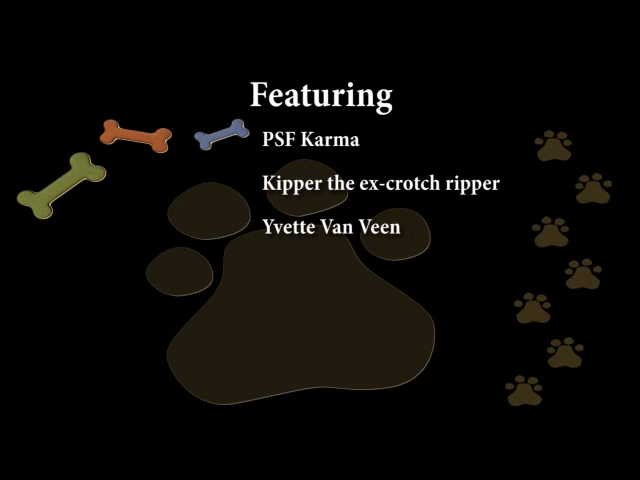 Featuring
PSF Karma
Kipper the ex-crotch ripper
Yvette Van Veen